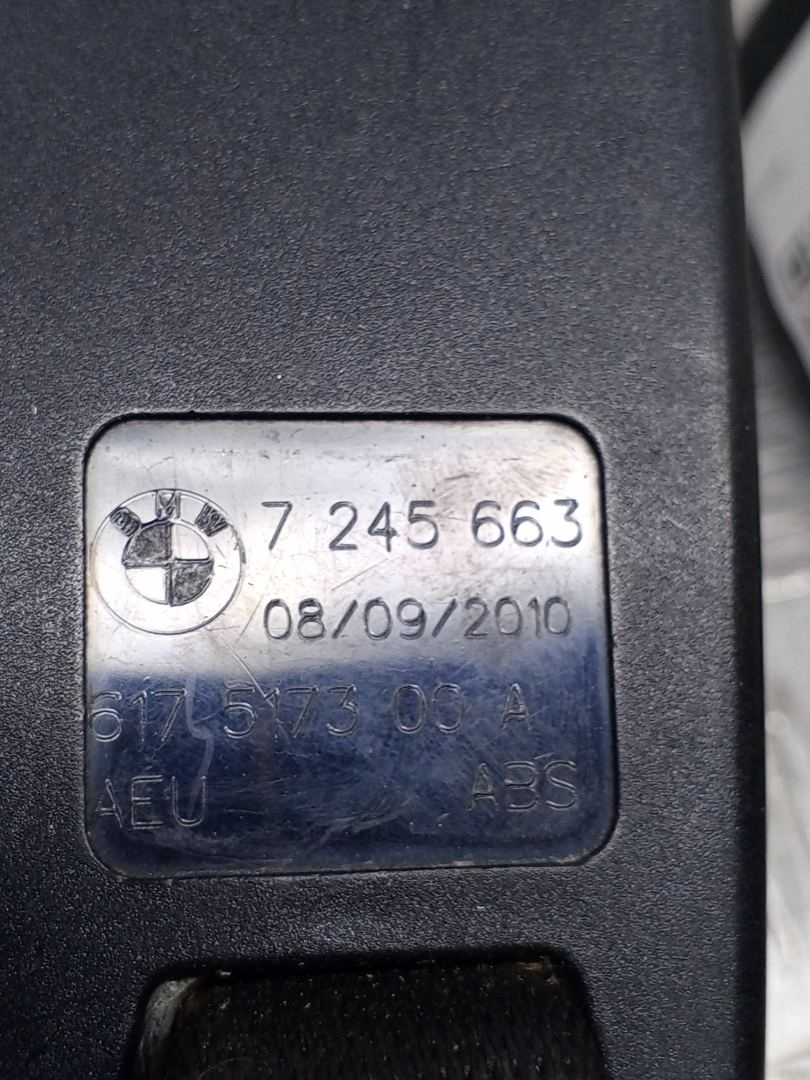 BMW
7 245 663
08/09/2010
617 5173 00 A
AEU ABS